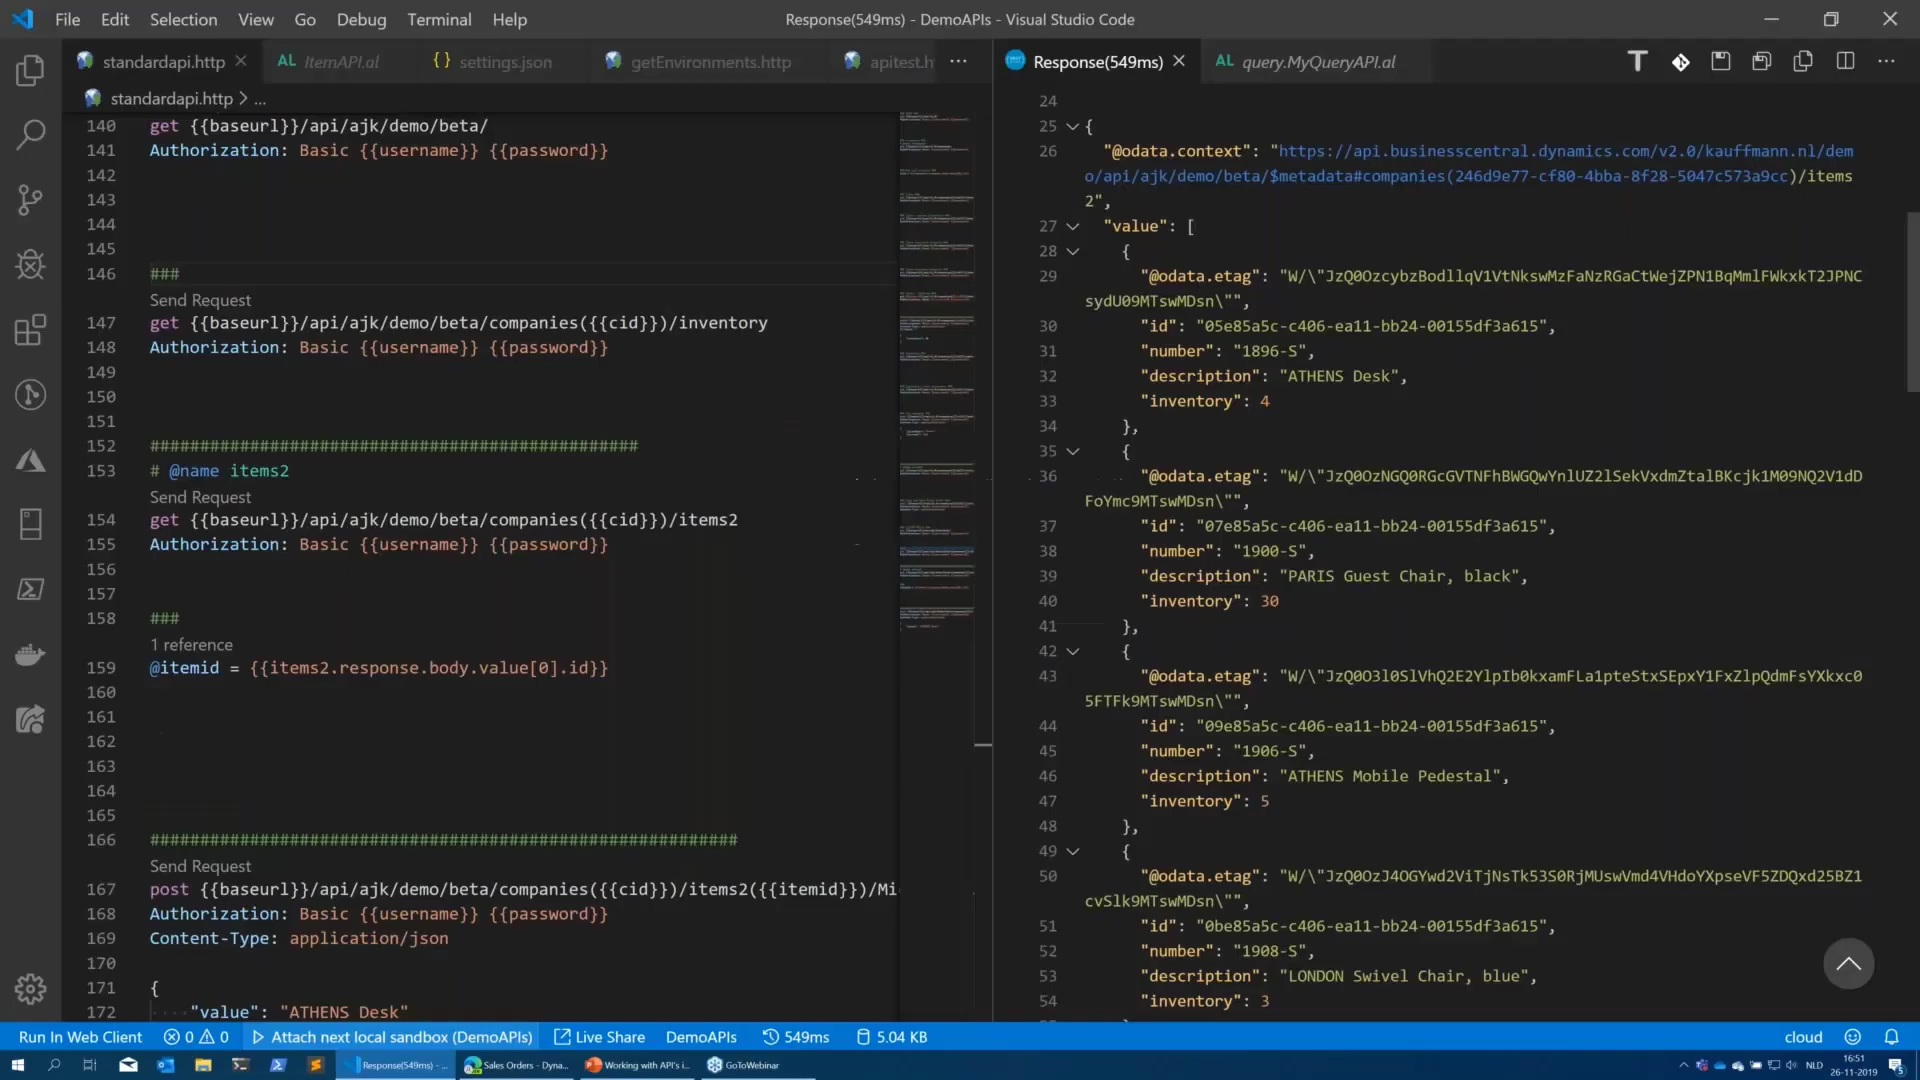 File Edit Selection View Go Debug Terminal Help
Response(549ms) - DemoAPIs - Visual Studio Code
standardapi.http
AL ItemAPI.al
{} settings.json
getEnvironments.http
apitest.h
Response(549ms)
AL query.MyQueryAPI.al
standardapi.http > ...
140 get {{baseurl}}/api/ajk/demo/beta/
141 Authorization: Basic {{username}} {{password}}
142
143
144
145
146 ###
Send Request
147 get {{baseurl}}/api/ajk/demo/beta/companies({{cid}})/inventory
148 Authorization: Basic {{username}} {{password}}
149
150
151
152 #################################################
153 # @name items2
Send Request
154 get {{baseurl}}/api/ajk/demo/beta/companies({{cid}})/items2
155 Authorization: Basic {{username}} {{password}}
156
157
158 ###
1 reference
159 @itemid = {{items2.response.body.value[0].id}}
160
161
162
163
164
165
166 ###########################################################
Send Request
167 post {{baseurl}}/api/ajk/demo/beta/companies({{cid}})/items2({{itemid}})/Mi
168 Authorization: Basic {{username}} {{password}}
169 Content-Type: application/json
170
171 {
172 "value": "ATHENS Desk"
24
25 {
26 "@odata.context": "https://api.businesscentral.dynamics.com/v2.0/kauffmann.nl/dem
o/api/ajk/demo/beta/$metadata#companies(246d9e77-cf80-4bba-8f28-5047c573a9cc)/items
2",
27 "value": [
28 {
29 "@odata.etag":
sydU09MTswMDsn\"",
30 "id": "05e85a5c-c406-ea11-bb24-00155df3a615",
31 "number": "1896-S",
32 "description": "ATHENS Desk",
33 "inventory": 4
34 },
35 {
36 "@odata.etag":
FoYmc9MTswMDsn\"",
37 "id": "07e85a5c-c406-ea11-bb24-00155df3a615",
38 "number": "1900-S",
39 "description": "PARIS Guest Chair, black",
40 "inventory": 30
41 },
42 {
43 "@odata.etag":
5FTFk9MTswMDsn\"",
44 "id": "09e85a5c-c406-ea11-bb24-00155df3a615",
45 "number": "1906-S",
46 "description": "ATHENS Mobile Pedestal",
47 "inventory": 5
48 },
49 {
50 "@odata.etag":
cvSlk9MTswMDsn\"",
51 "id": "0be85a5c-c406-ea11-bb24-00155df3a615",
52 "number": "1908-S",
53 "description": "LONDON Swivel Chair, blue",
54 "inventory": 3
Run In Web Client 0 0 Attach next local sandbox (DemoAPIs) Live Share DemoAPIs 549ms 5.04 KB cloud
Response(549ms) - ...
Sales Orders - Dyna...
Working with API's i...
GoToWebinar
NLD
16:51
26-11-2019
5